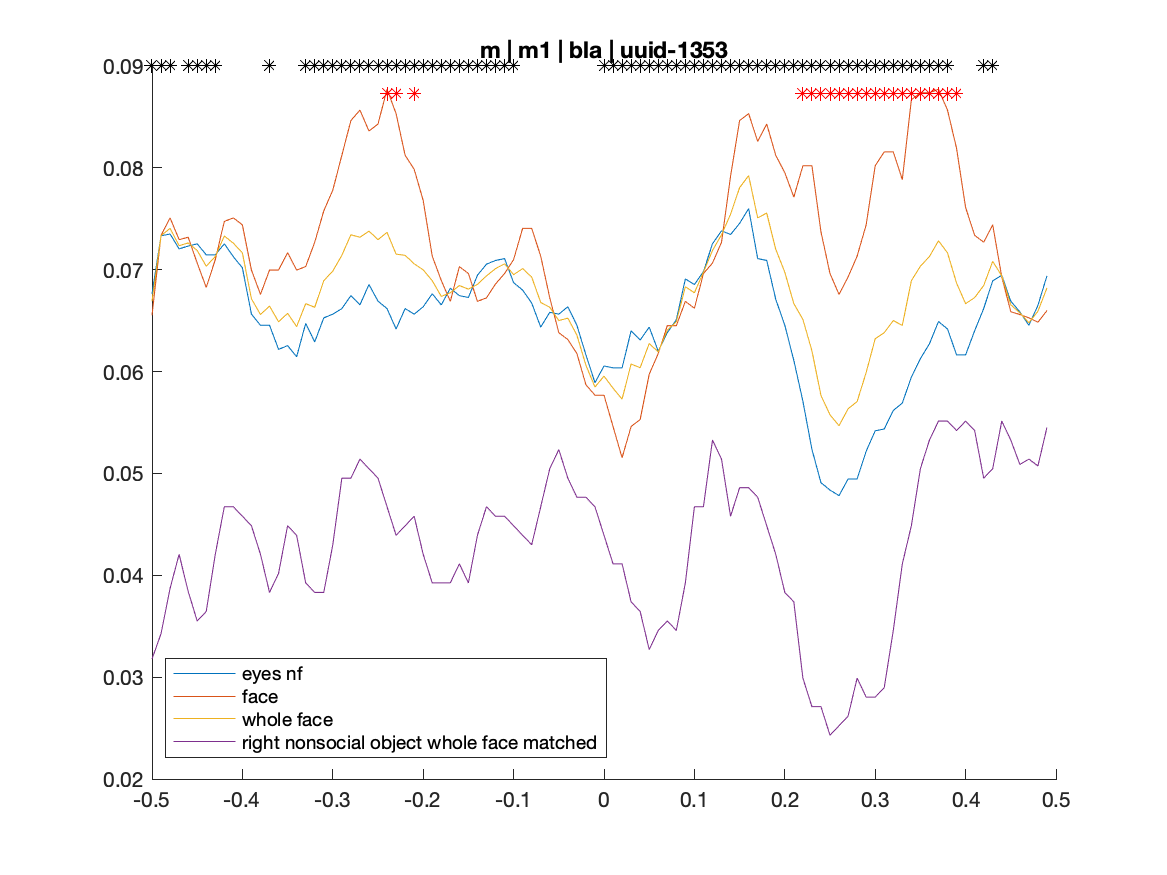 m | m1 | bla | uuid-1353
0.09
0.08
0.07
0.06
0.05
0.04
0.03
0.02
eyes nf
face
whole face
right nonsocial object whole face matched
-0.5 -0.4 -0.3 -0.2 -0.1 0 0.1 0.2 0.3 0.4 0.5